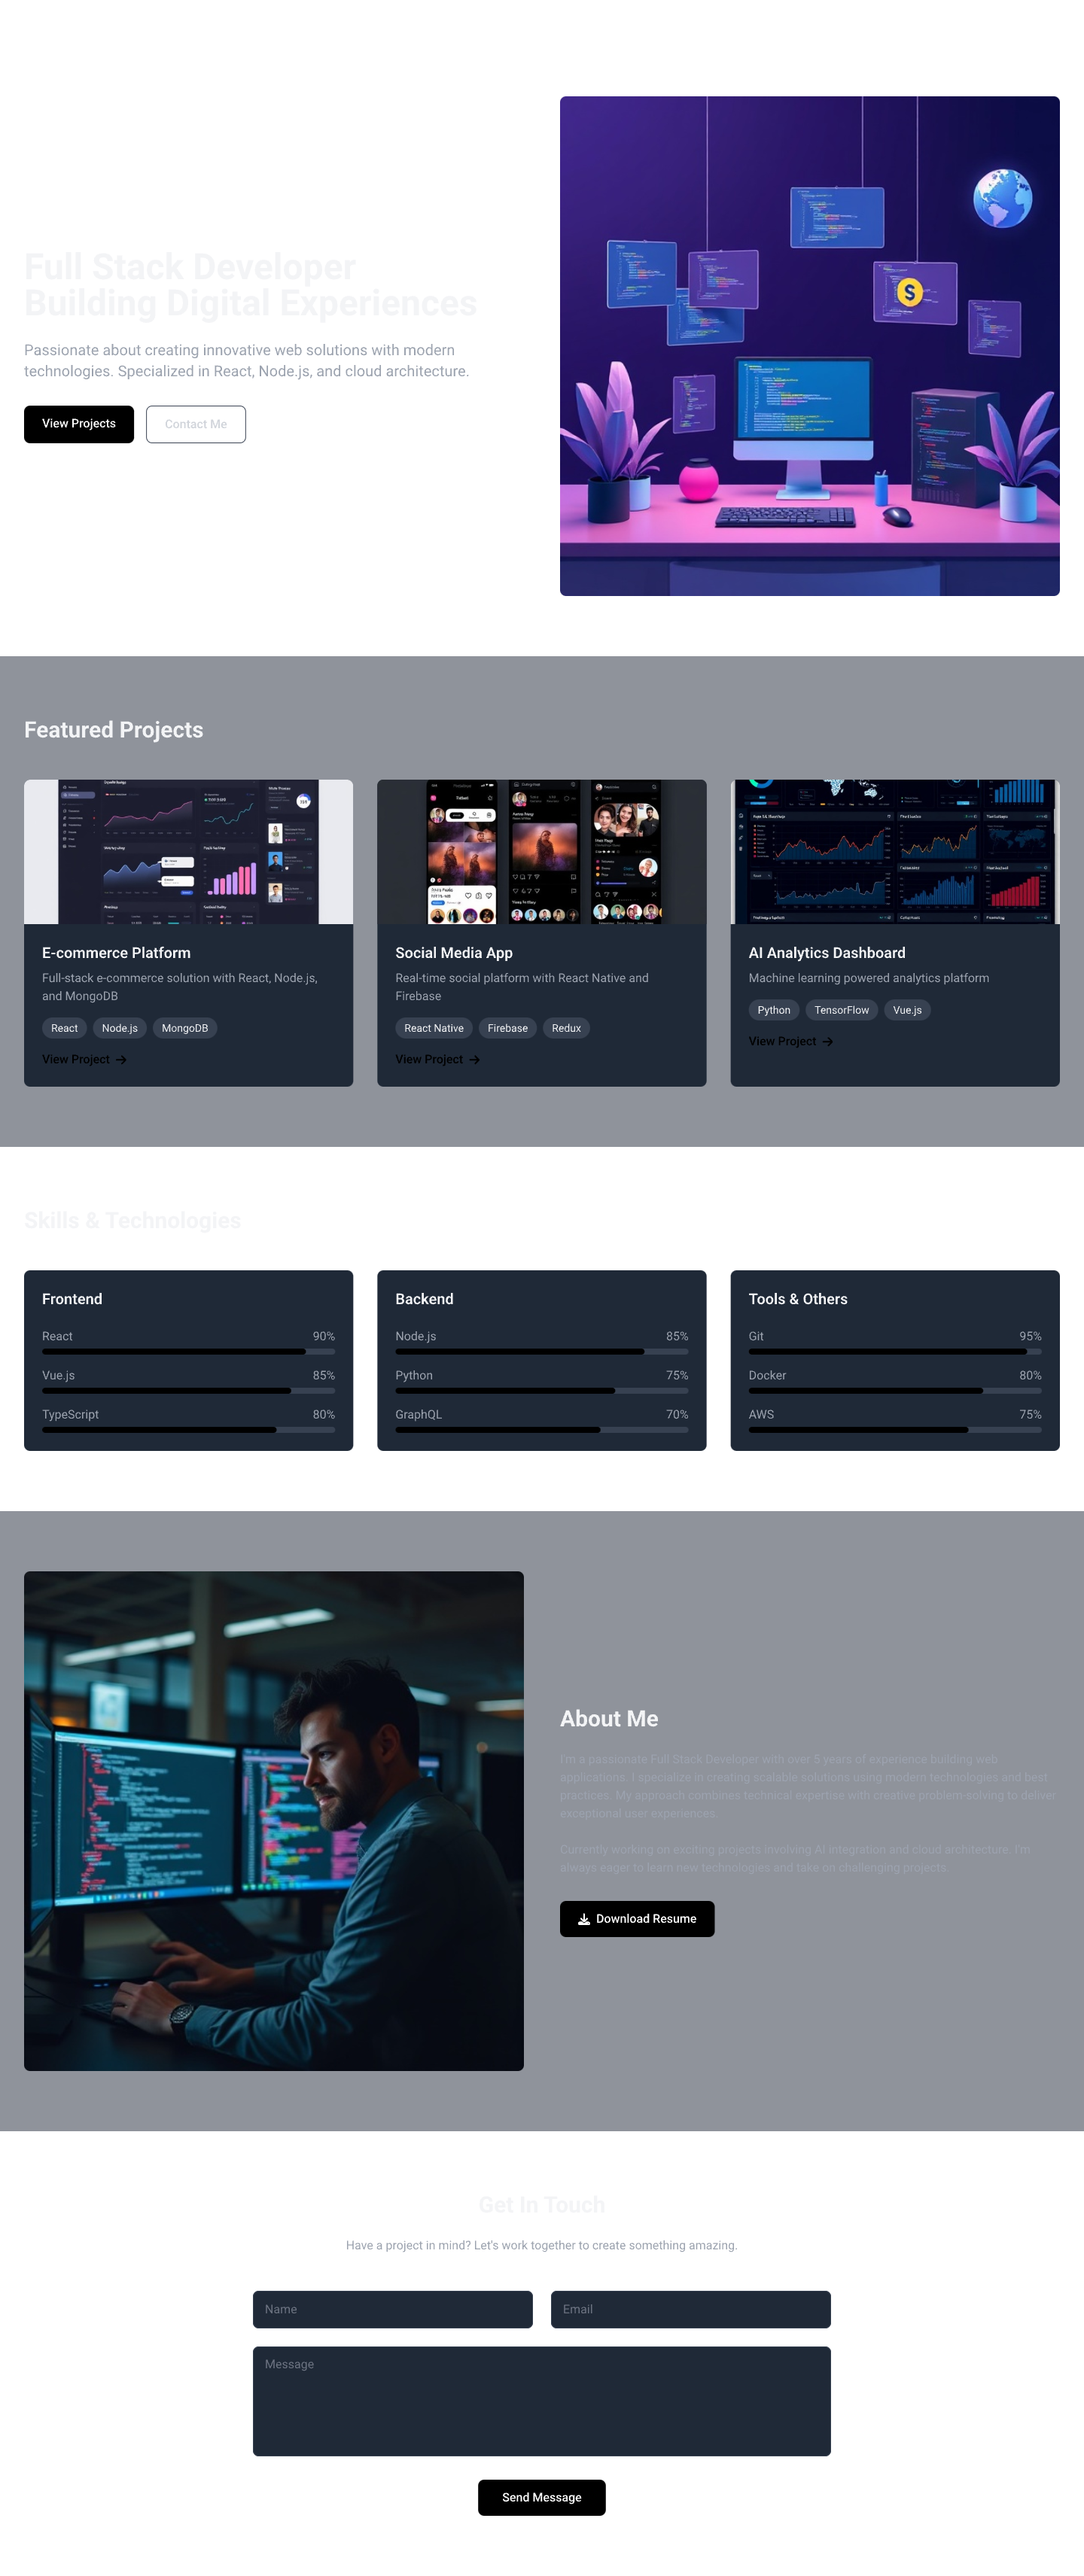 Full Stack Developer
Building Digital Experiences
Passionate about creating innovative web solutions with modern
technologies. Specialized in React, Node.js, and cloud architecture.
View Projects
Contact Me
Featured Projects
E-commerce Platform
Full-stack e-commerce solution with React, Node.js,
and MongoDB
React Node.js MongoDB
View Project
Social Media App
Real-time social platform with React Native and
Firebase
React Native Firebase Redux
View Project
AI Analytics Dashboard
Machine learning powered analytics platform
Python TensorFlow Vue.js
View Project
Skills & Technologies
Frontend
React 90%
Vue.js 85%
TypeScript 80%
Backend
Node.js 85%
Python 75%
GraphQL 70%
Tools & Others
Git 95%
Docker 80%
AWS 75%
About Me
I'm a passionate Full Stack Developer with over 5 years of experience building web
applications. I specialize in creating scalable solutions using modern technologies and best
practices. My approach combines technical expertise with creative problem-solving to deliver
exceptional user experiences.
Currently working on exciting projects involving AI integration and cloud architecture. I'm
always eager to learn new technologies and take on challenging projects.
Download Resume
Get In Touch
Have a project in mind? Let's work together to create something amazing.
Name
Email
Message
Send Message